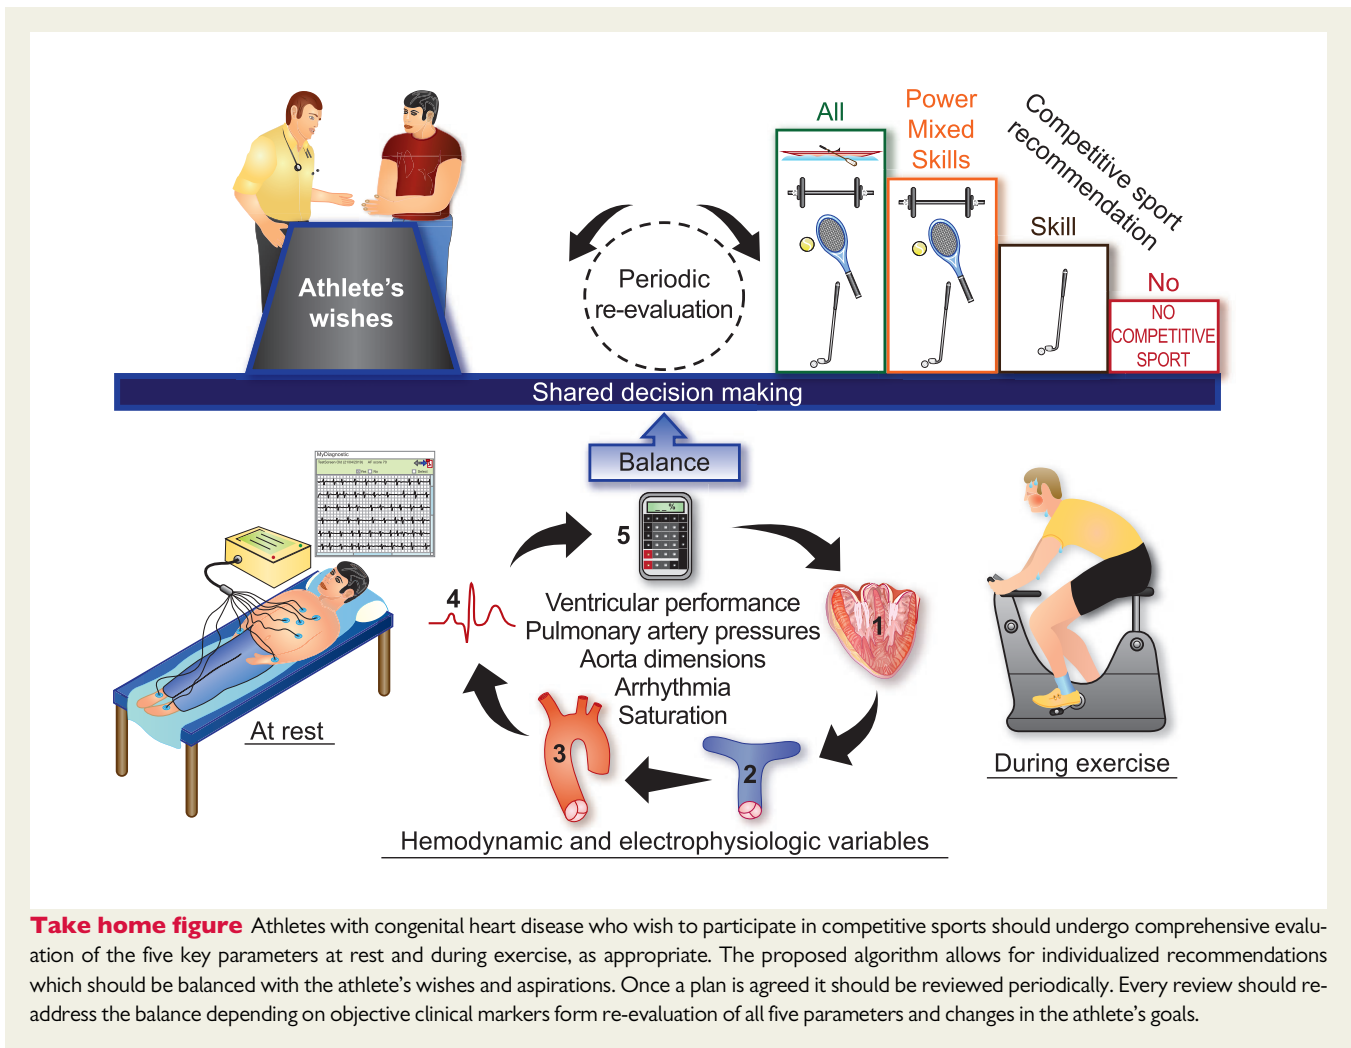 All
Power
Mixed
Skills
Competitive sport
recommendation
Skill
No
NO
COMPETITIVE
SPORT
Athlete's
wishes
Periodic
re-evaluation
Shared decision making
Balance
MyDiagnostic
5
4
1
Ventricular performance
Pulmonary artery pressures
Aorta dimensions
Arrhythmia
Saturation
3
2
At rest
During exercise
Hemodynamic and electrophysiologic variables
Take home figure Athletes with congenital heart disease who wish to participate in competitive sports should undergo comprehensive evalu-
ation of the five key parameters at rest and during exercise, as appropriate. The proposed algorithm allows for individualized recommendations
which should be balanced with the athlete's wishes and aspirations. Once a plan is agreed it should be reviewed periodically. Every review should re-
address the balance depending on objective clinical markers form re-evaluation of all five parameters and changes in the athlete's goals.